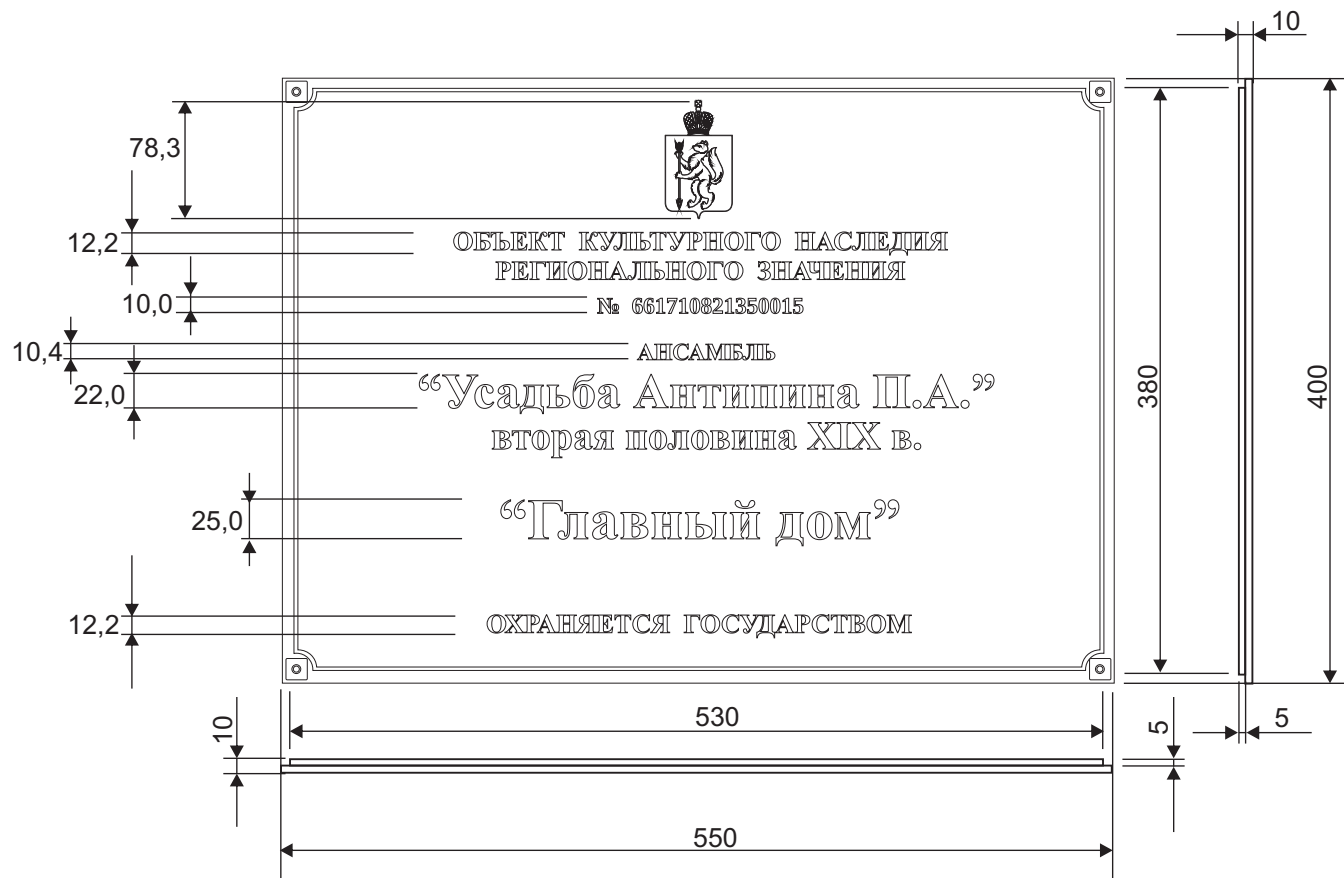 10
78,3
12,2
ОБЪЕКТ КУЛЬТУРНОГО НАСЛЕДИЯ
РЕГИОНАЛЬНОГО ЗНАЧЕНИЯ
10,0
№ 661710821350015
10,4
АНСАМБЛЬ
22,0
“Усадьба Антипина П.А.”
380
400
вторая половина XIX в.
25,0
“Главный дом”
12,2
ОХРАНЯЕТСЯ ГОСУДАРСТВОМ
10
530
5
5
550